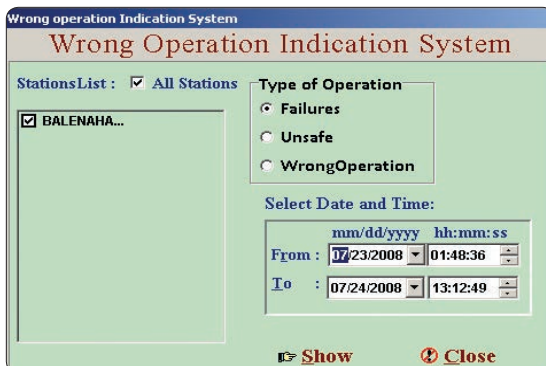 Wrong operation Indication System
Wrong Operation Indication System
StationsList : All Stations
BALENAHA...
Type of Operation
Failures
Unsafe
WrongOperation
Select Date and Time:
mm/dd/yyyy hh:mm:ss
From : 07/23/2008 01:48:36
To : 07/24/2008 13:12:49
Show Close